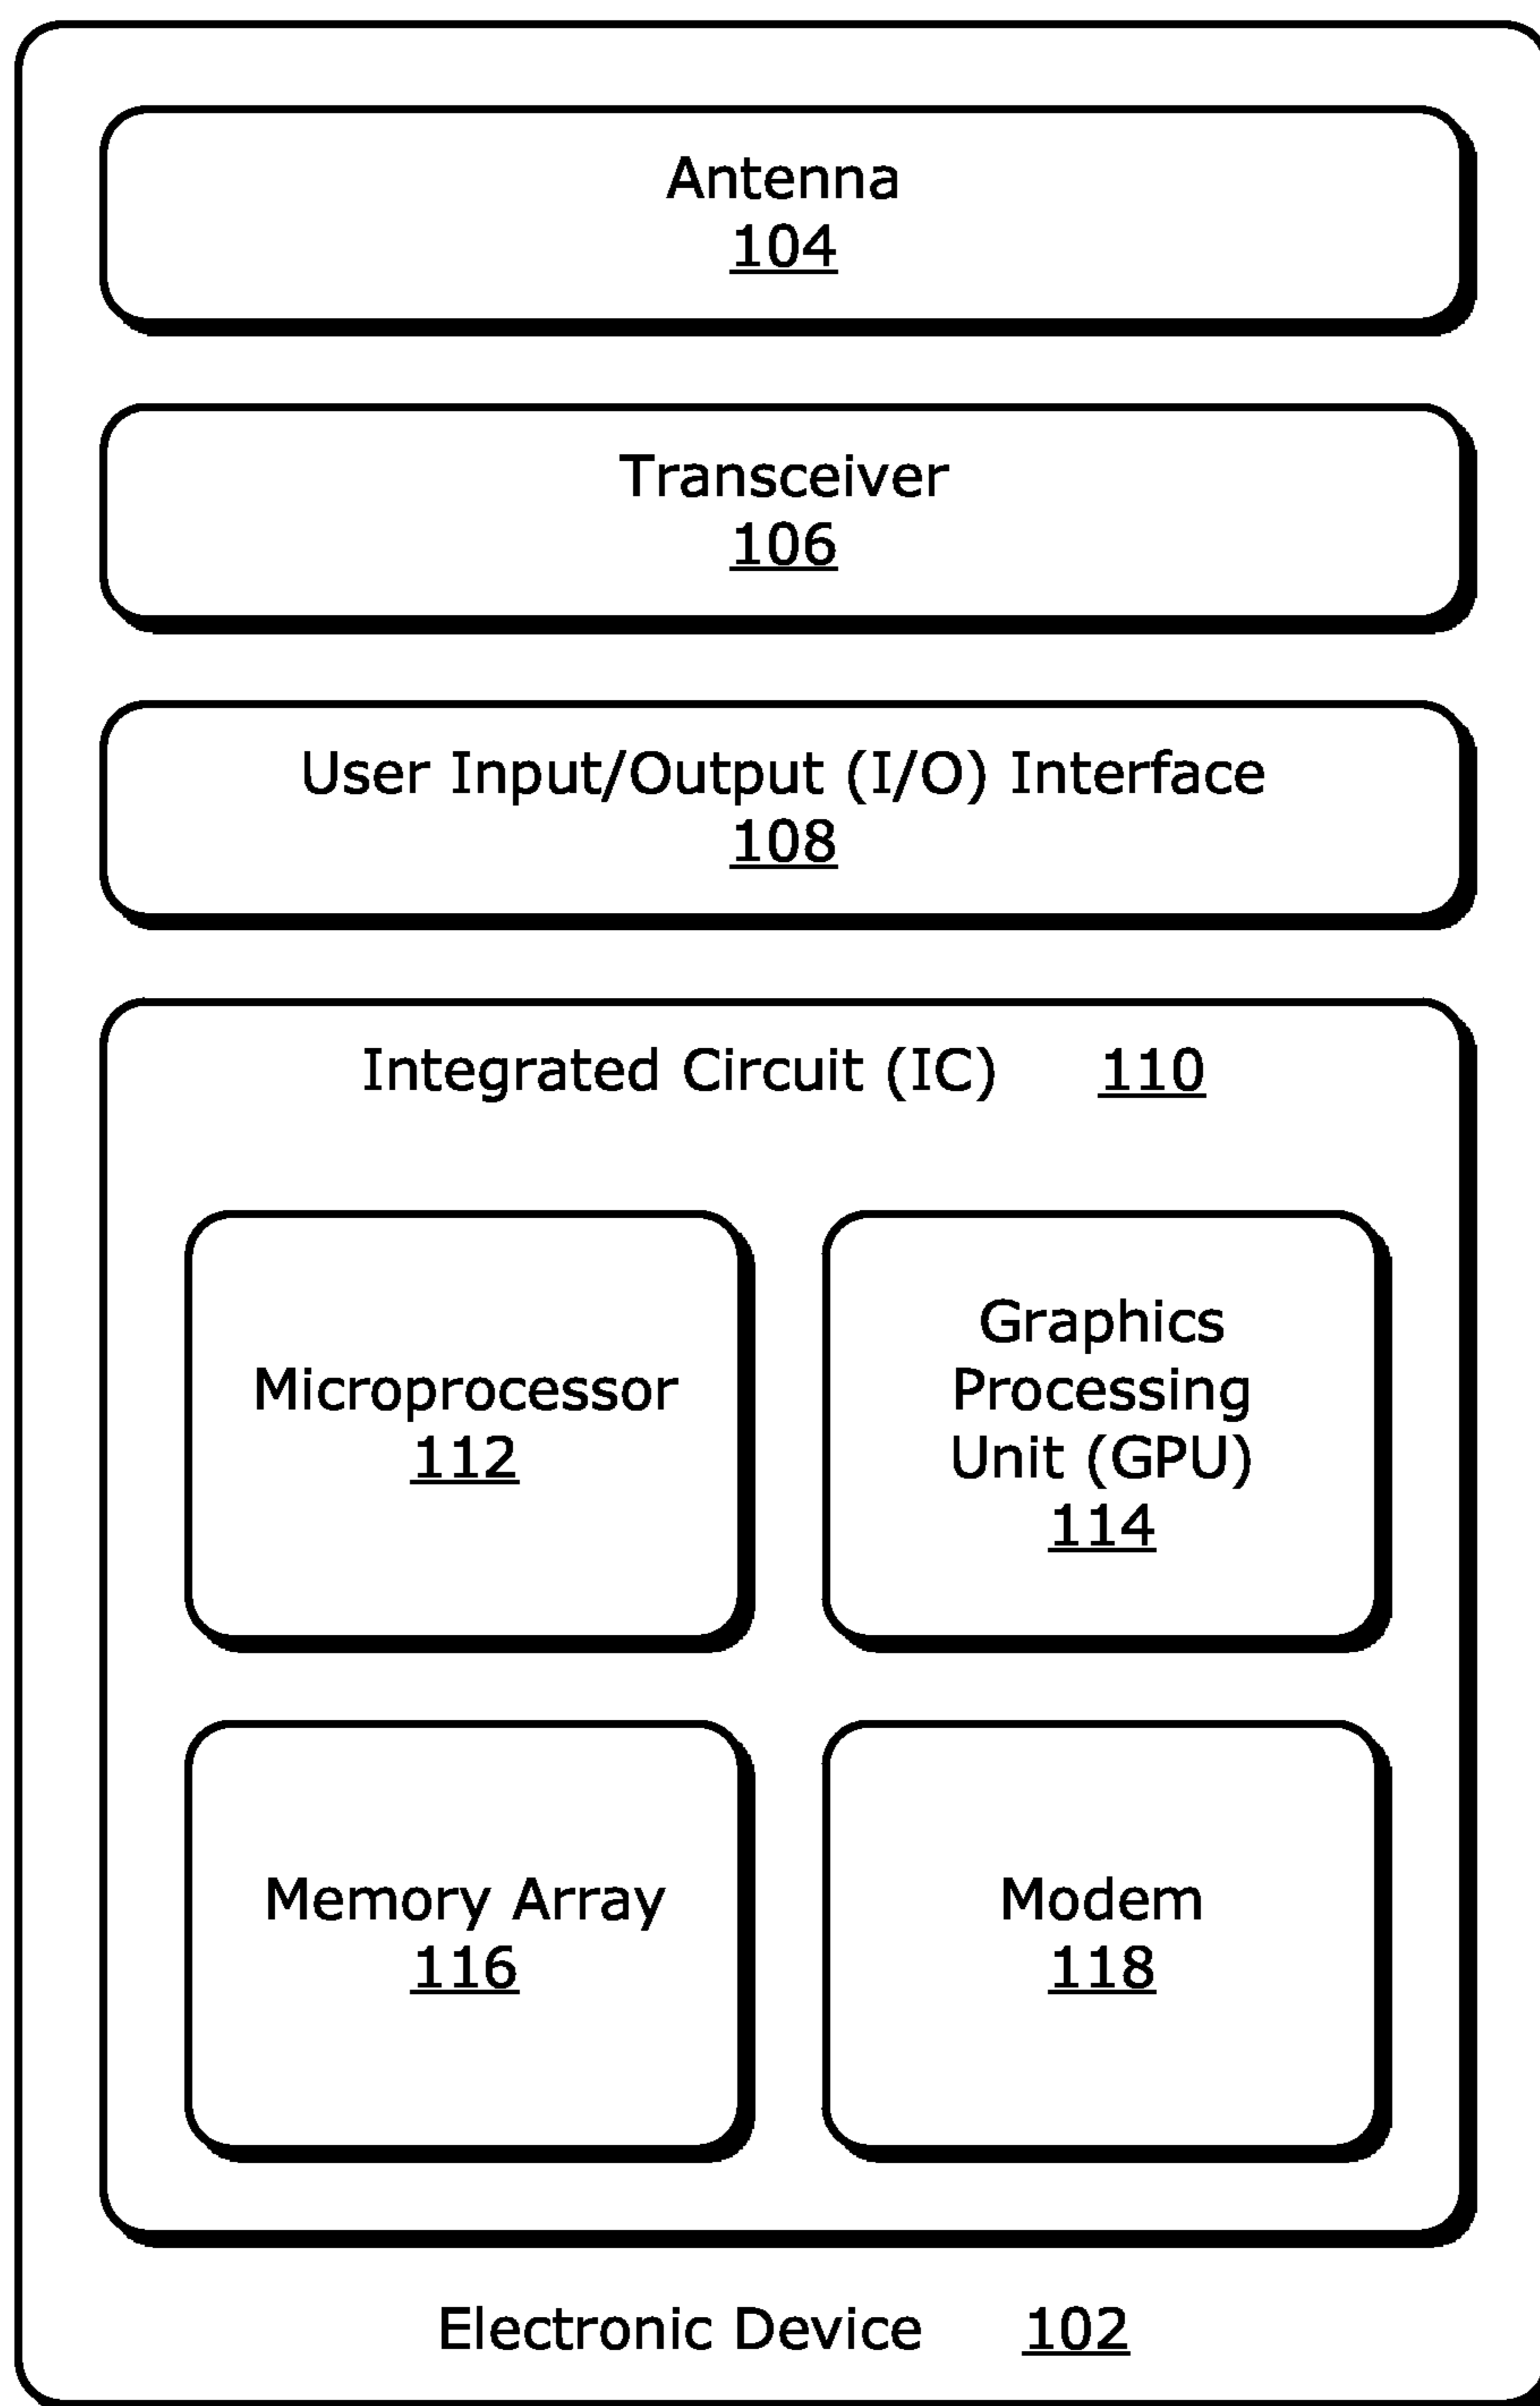 Antenna
104
Transceiver
106
User Input/Output (I/O) Interface
108
Integrated Circuit (IC) 110
Microprocessor
112
Graphics
Processing
Unit (GPU)
114
Memory Array
116
Modem
118
Electronic Device 102